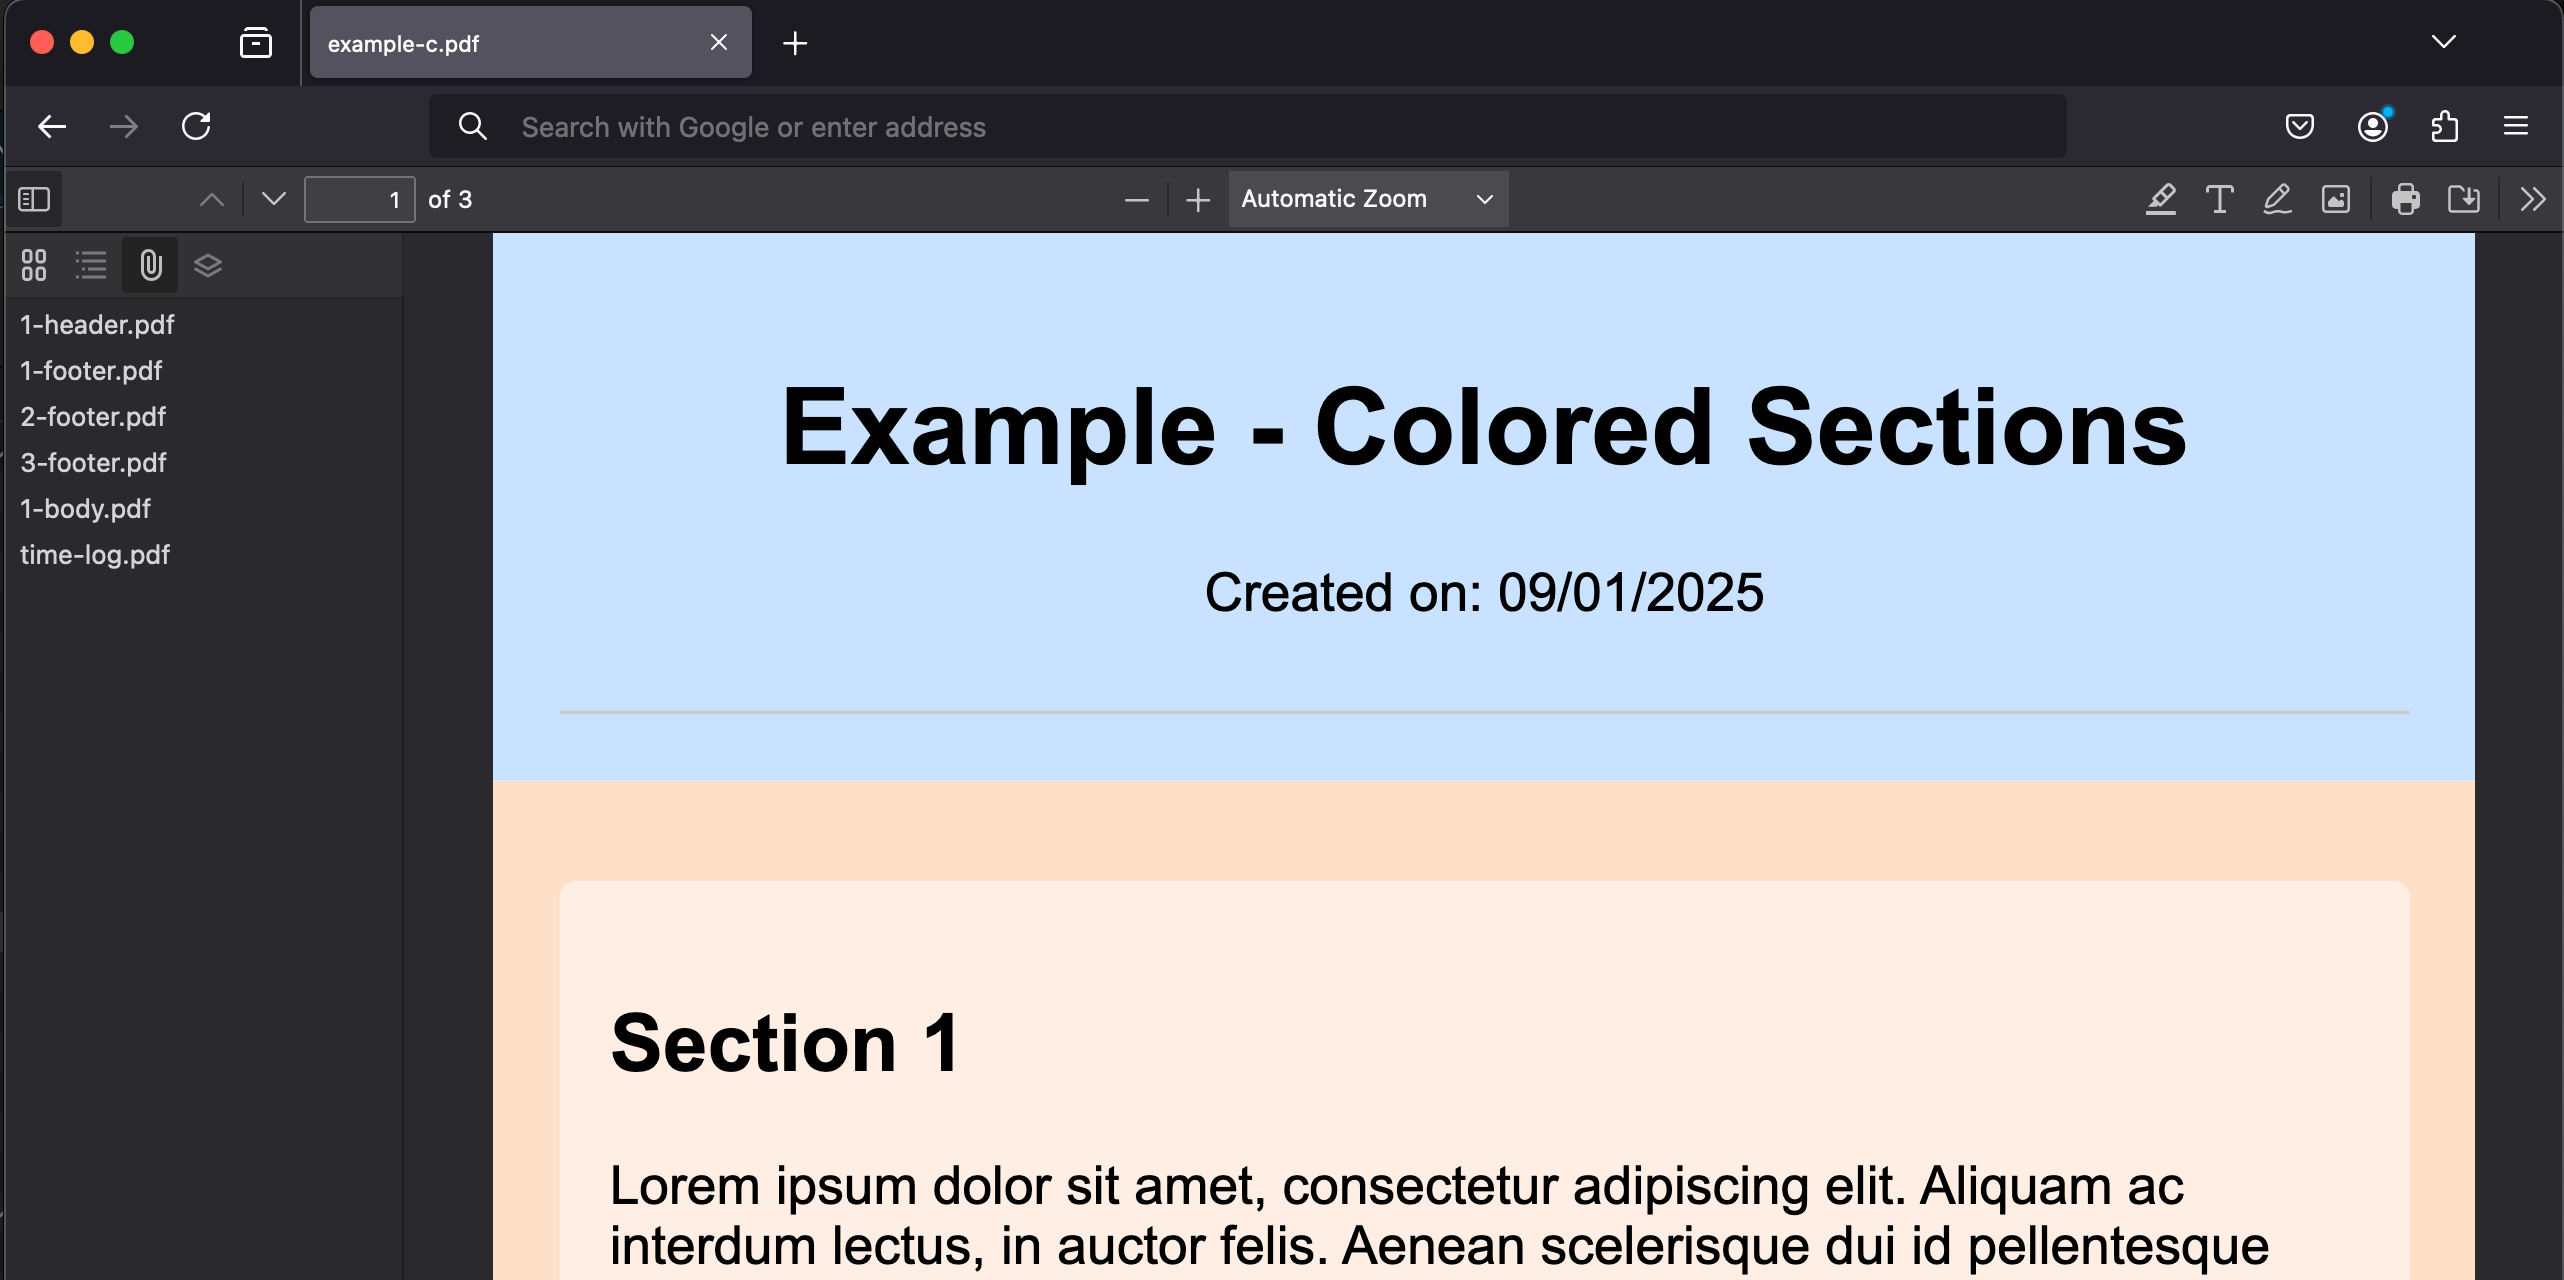 example-c.pdf
Search with Google or enter address
1 of 3
Automatic Zoom
1-header.pdf
1-footer.pdf
2-footer.pdf
3-footer.pdf
1-body.pdf
time-log.pdf
Example - Colored Sections
Created on: 09/01/2025
Section 1
Lorem ipsum dolor sit amet, consectetur adipiscing elit. Aliquam ac
interdum lectus, in auctor felis. Aenean scelerisque dui id pellentesque